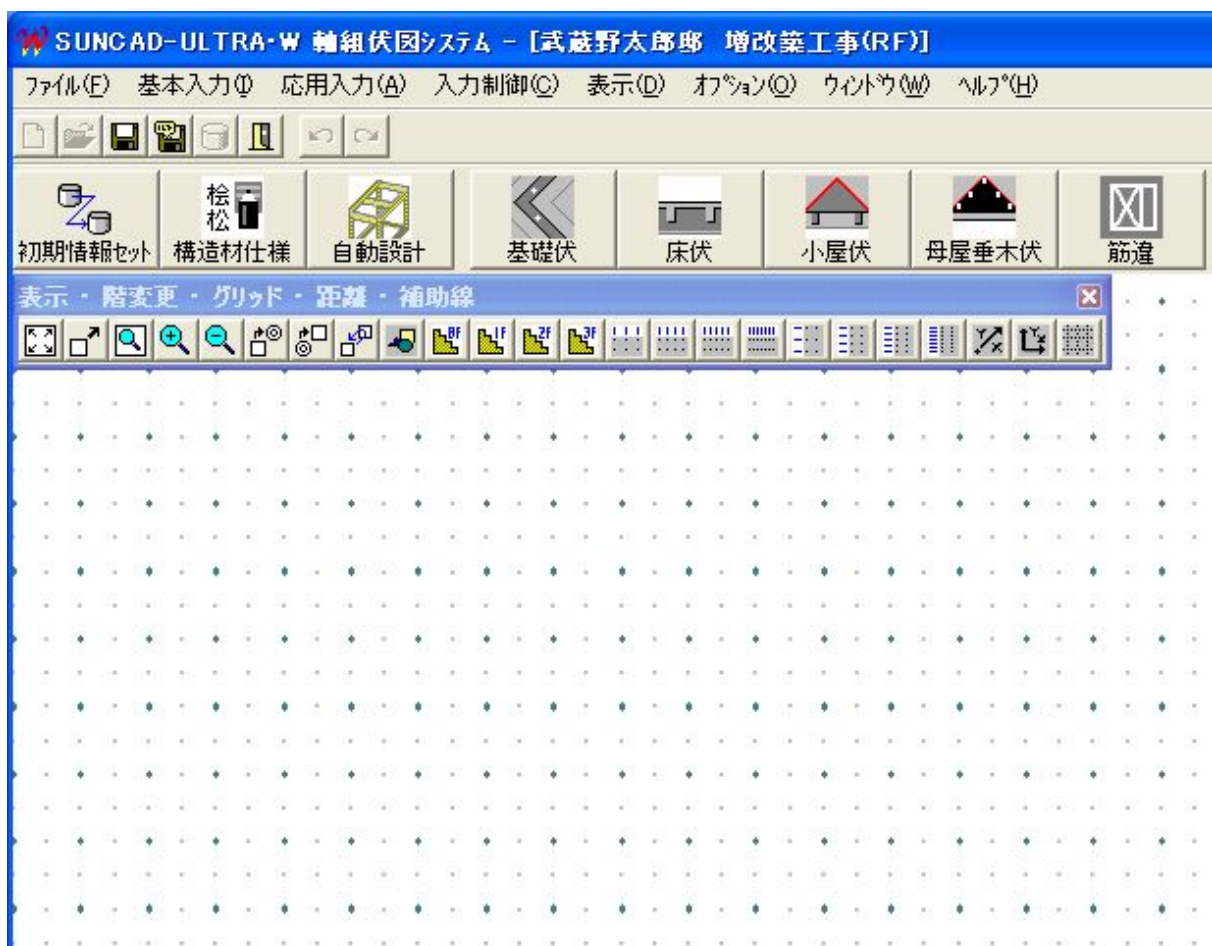 SUNCAD-ULTRA･W 軸組伏図ｼｽﾃﾑ - [武蔵野太郎邸 増改築工事(RF)]
ﾌｧｲﾙ(F) 基本入力(I) 応用入力(A) 入力制御(C) 表示(D) ｵﾌﾟｼｮﾝ(O) ｳｨﾝﾄﾞｳ(W) ﾍﾙﾌﾟ(H)
桧
松
初期情報ｾｯﾄ 構造材仕様 自動設計 基礎伏 床伏 小屋伏 母屋垂木伏 筋違
表示 ･ 階変更 ･ ｸﾞﾘｯﾄﾞ ･ 距離 ･ 補助線
BF 1F 2F 3F Y X Y X